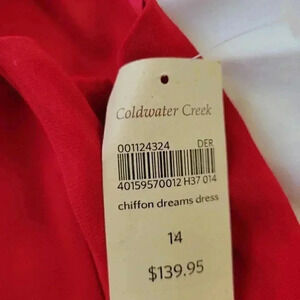 Coldwater Creek
001124324 DER
40159570012 H37 014
chiffon dreams dress
14
$139.95